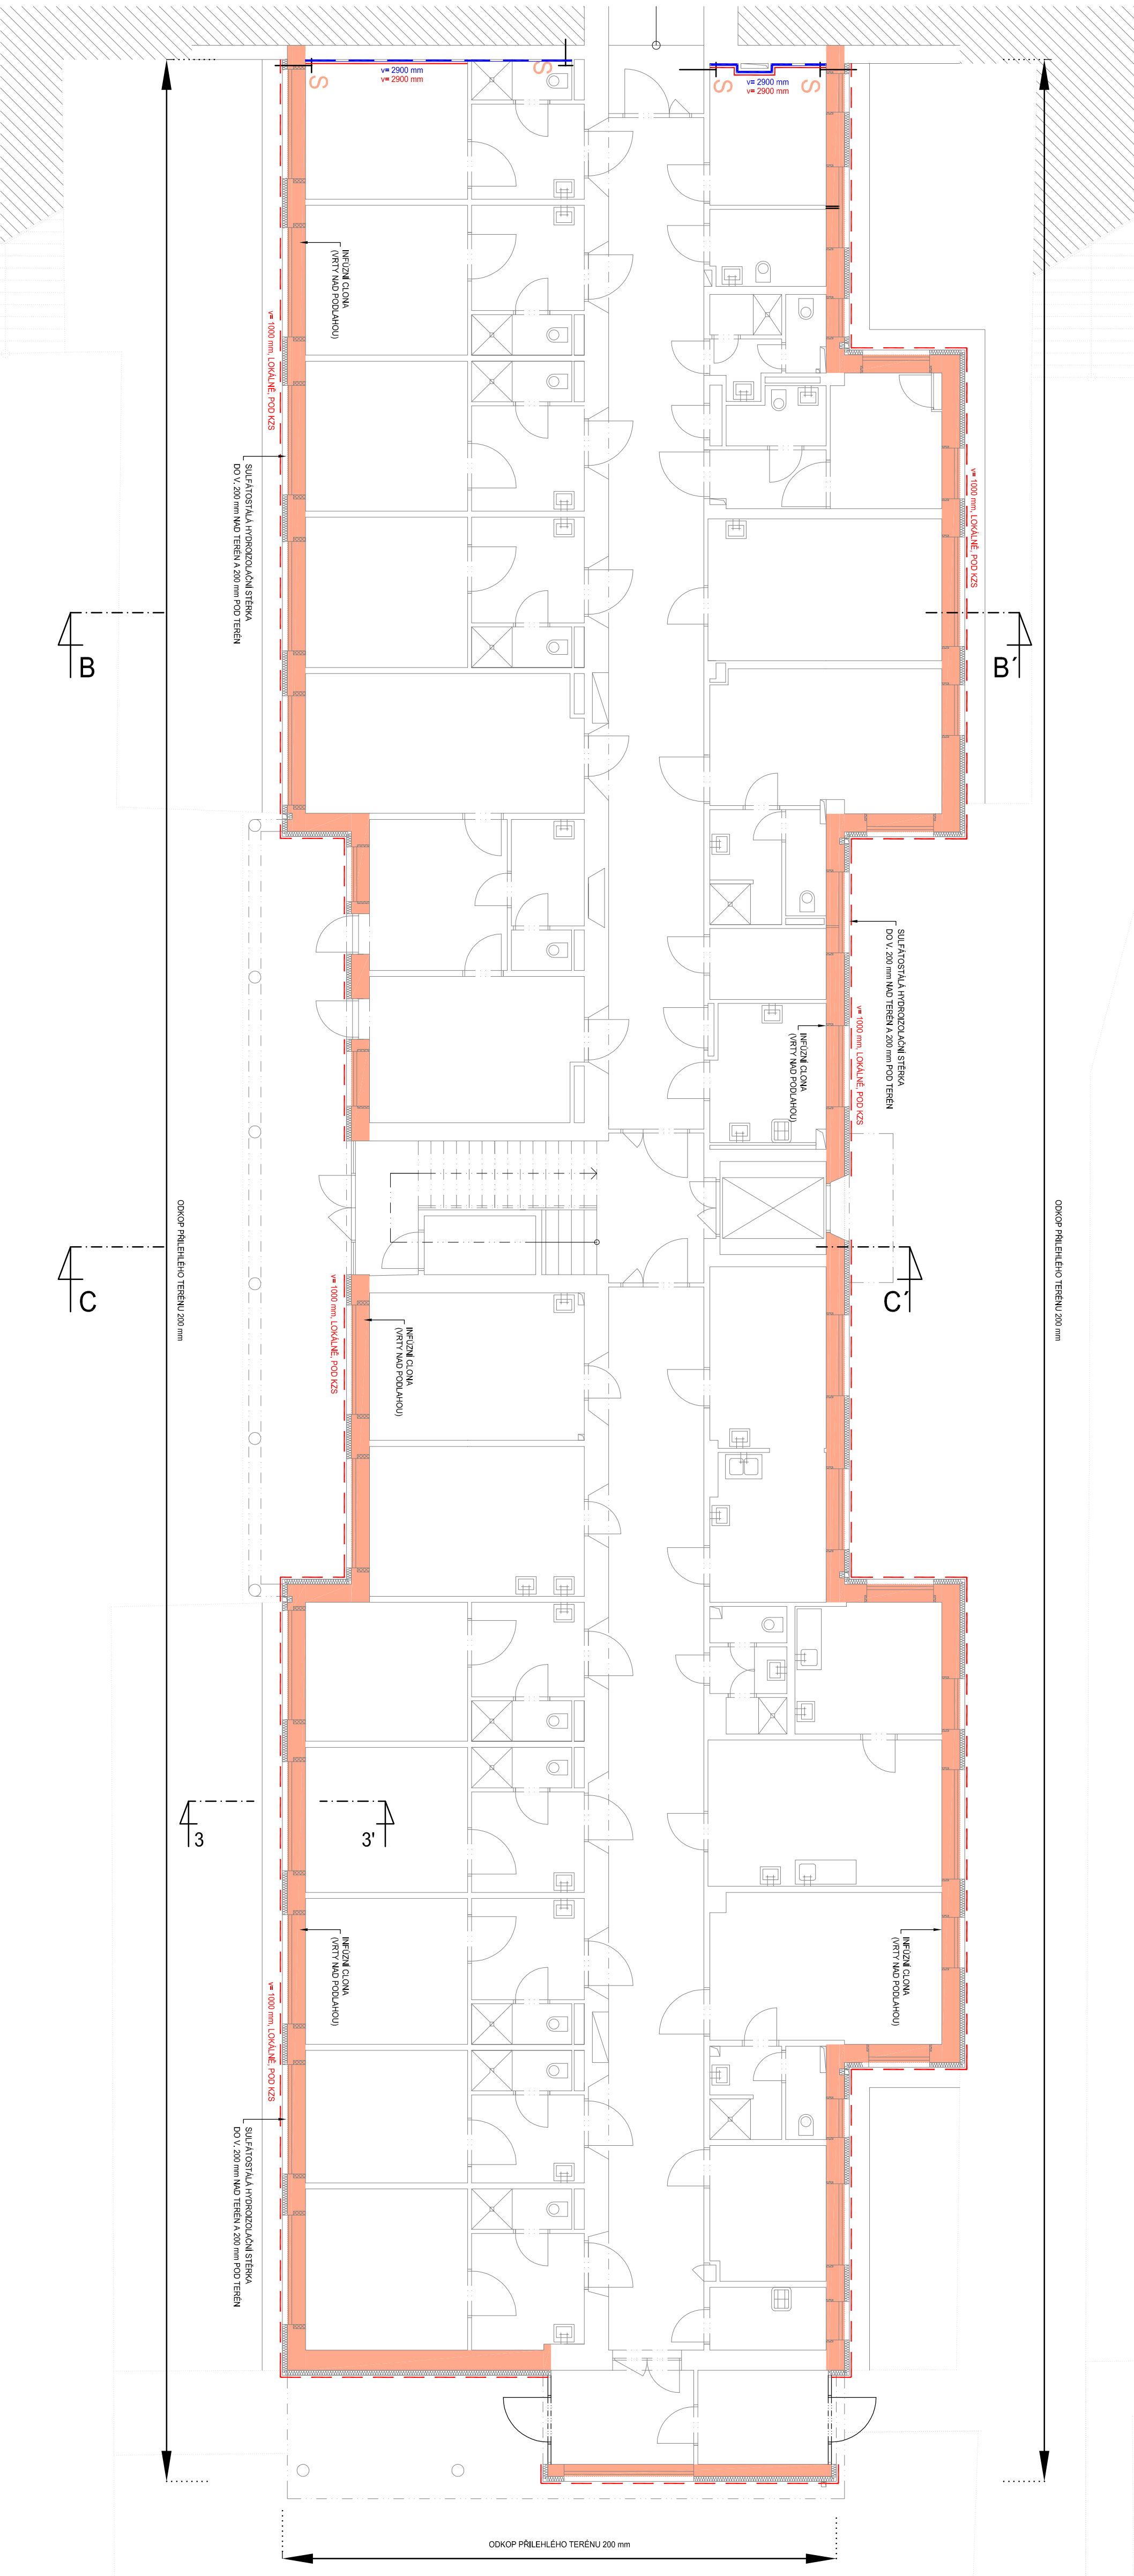 v= 2900 mm
v= 2900 mm
S
S
v= 2900 mm
v= 2900 mm
S
S
INFÚZNÍ CLONA
(VRTY NAD PODLAHOU)
v= 1000 mm, LOKÁLNĚ, POD KZS
SULFÁTOSTÁLÁ HYDROIZOLAČNÍ STĚRKA
DO V. 200 mm NAD TERÉN A 200 mm POD TERÉN
v= 1000 mm, LOKÁLNĚ, POD KZS
B
B´
SULFÁTOSTÁLÁ HYDROIZOLAČNÍ STĚRKA
DO V. 200 mm NAD TERÉN A 200 mm POD TERÉN
v= 1000 mm, LOKÁLNĚ, POD KZS
INFÚZNÍ CLONA
(VRTY NAD PODLAHOU)
ODKOP PŘILEHLÉHO TERÉNU 200 mm
ODKOP PŘILEHLÉHO TERÉNU 200 mm
C
C´
v= 1000 mm, LOKÁLNĚ, POD KZS
INFÚZNÍ CLONA
(VRTY NAD PODLAHOU)
3
3'
INFÚZNÍ CLONA
(VRTY NAD PODLAHOU)
INFÚZNÍ CLONA
(VRTY NAD PODLAHOU)
v= 1000 mm, LOKÁLNĚ, POD KZS
SULFÁTOSTÁLÁ HYDROIZOLAČNÍ STĚRKA
DO V. 200 mm NAD TERÉN A 200 mm POD TERÉN
ODKOP PŘILEHLÉHO TERÉNU 200 mm